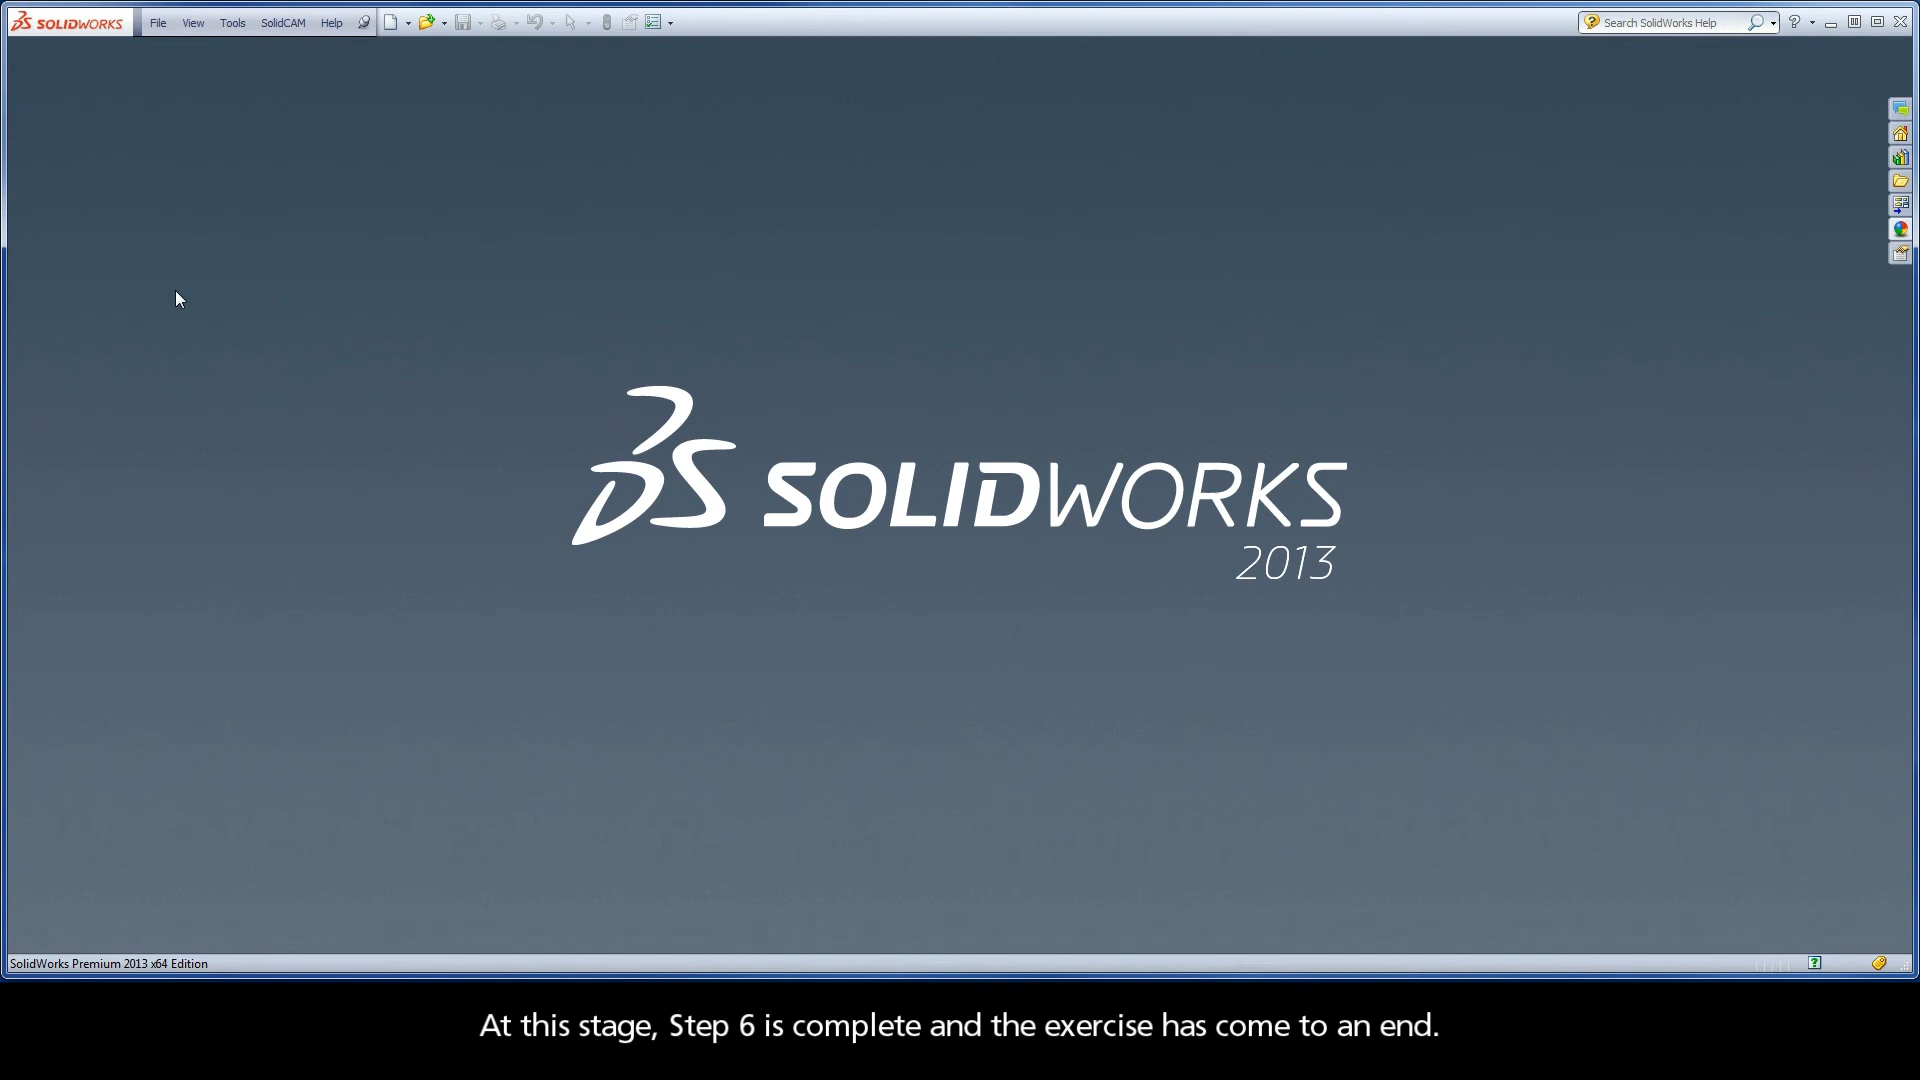 SOLIDWORKS File View Tools SolidCAM Help Search SolidWorks Help
SOLIDWORKS
2013
SolidWorks Premium 2013 x64 Edition
At this stage, Step 6 is complete and the exercise has come to an end.